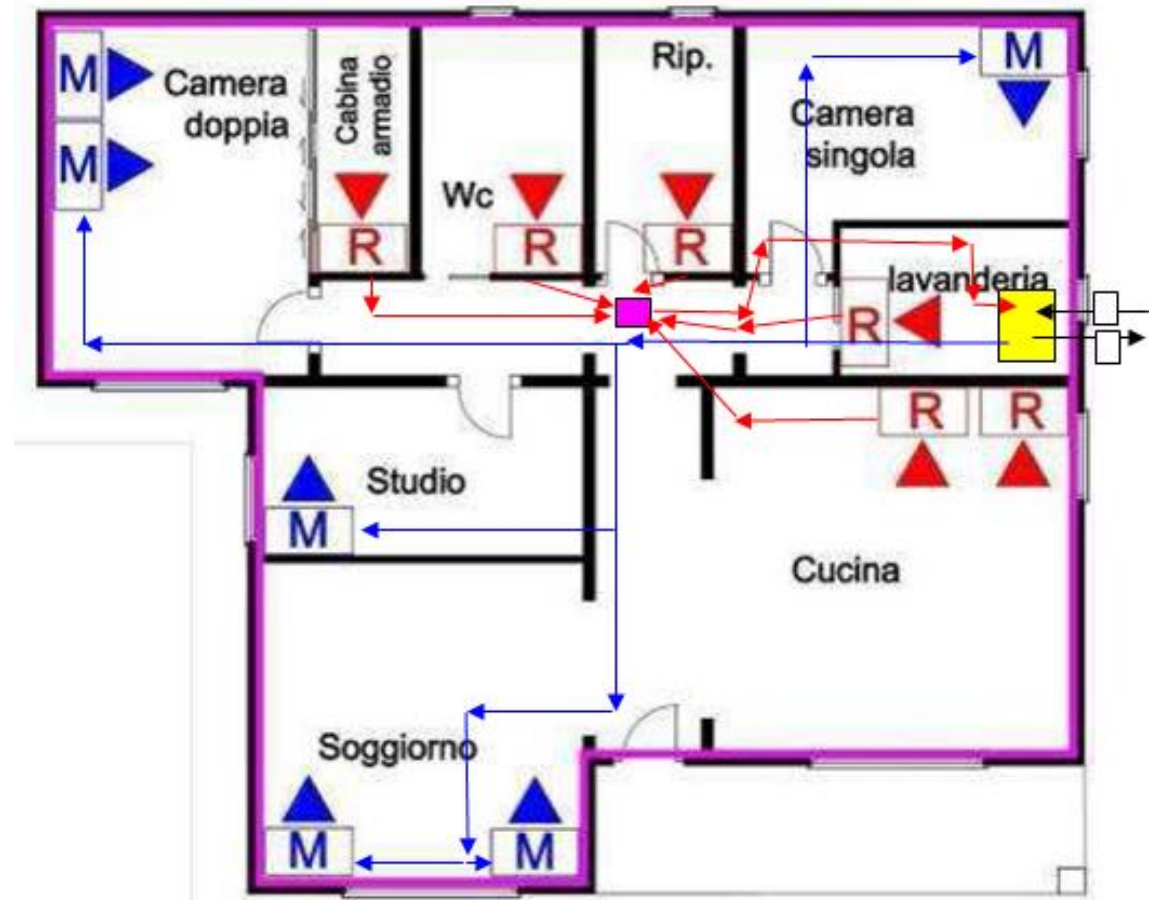 M
Camera
doppia
M
Cabina
armadio
R
Wc
R
Rip.
R
Camera
singola
M
lavanderia
R
R
R
Studio
M
Cucina
Soggiorno
M
M